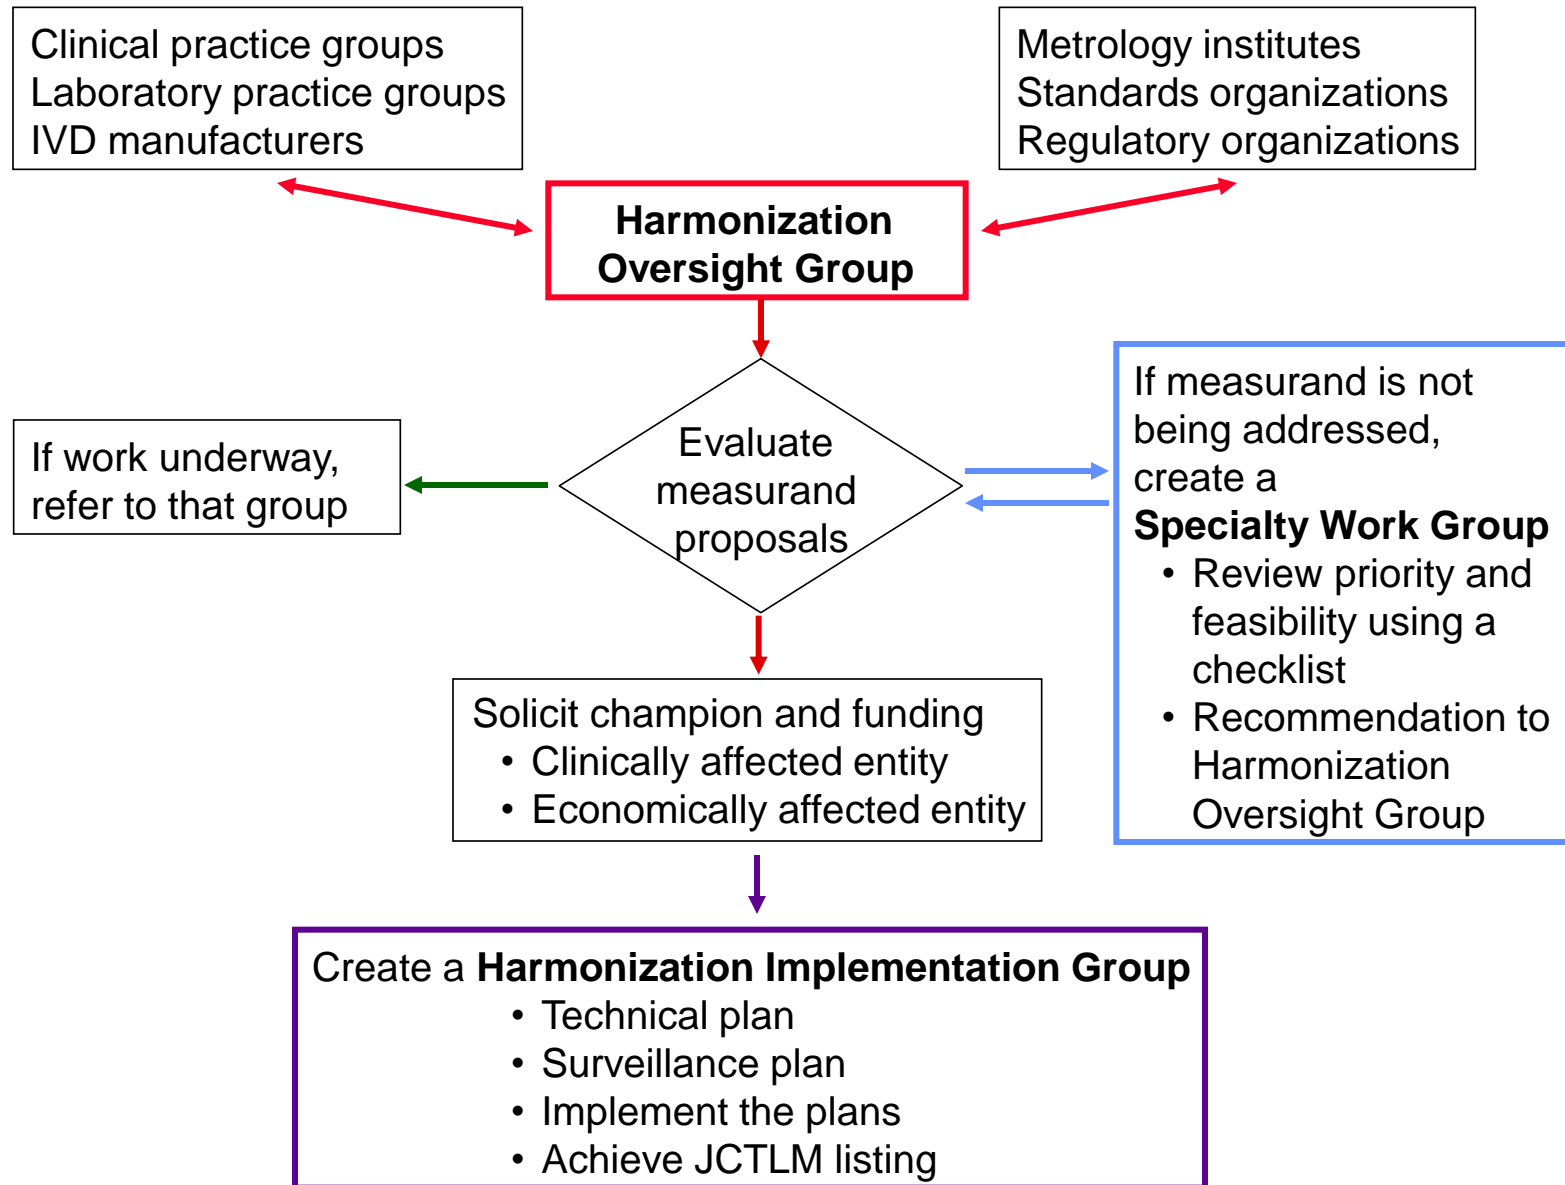 Clinical practice groups
Laboratory practice groups
IVD manufacturers
Metrology institutes
Standards organizations
Regulatory organizations
Harmonization
Oversight Group
Evaluate
measurand
proposals
If work underway,
refer to that group
If measurand is not
being addressed,
create a
Specialty Work Group
• Review priority and
feasibility using a
checklist
• Recommendation to
Harmonization
Oversight Group
Solicit champion and funding
• Clinically affected entity
• Economically affected entity
Create a Harmonization Implementation Group
• Technical plan
• Surveillance plan
• Implement the plans
• Achieve JCTLM listing